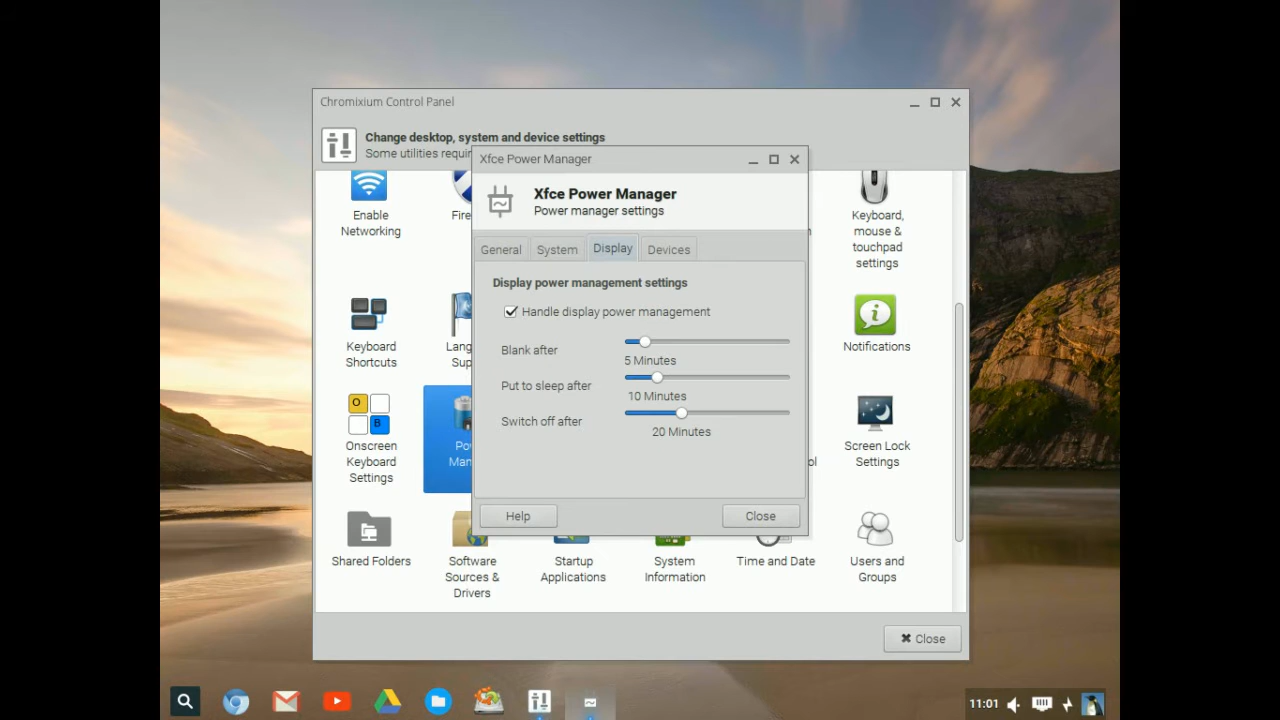 Chromixium Control Panel
Change desktop, system and device settings
Some utilities requir
Xfce Power Manager
Xfce Power Manager
Power manager settings
General System Display Devices
Display power management settings
Handle display power management
Blank after
5 Minutes
Put to sleep after
10 Minutes
Switch off after
20 Minutes
Help Close
Enable
Networking
Fire
Keyboard,
mouse &
touchpad
settings
Keyboard
Shortcuts
Lang
Sup
Notifications
O
B
Onscreen
Keyboard
Settings
Po
Man
ol
Screen Lock
Settings
Shared Folders
Software
Sources &
Drivers
Startup
Applications
System
Information
Time and Date
Users and
Groups
Close
11:01